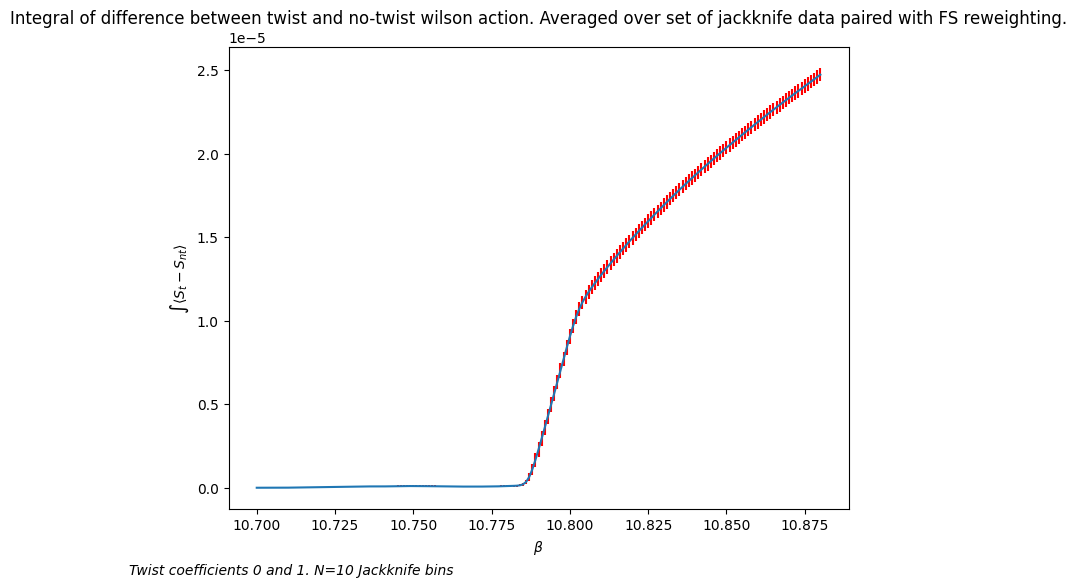 Integral of difference between twist and no-twist wilson action. Averaged over set of jackknife data paired with FS reweighting.
1e−5
2.5
2.0
1.5
1.0
0.5
0.0
∫⟨S_t − S_nt⟩
10.700 10.725 10.750 10.775 10.800 10.825 10.850 10.875
β
Twist coefficients 0 and 1. N=10 Jackknife bins